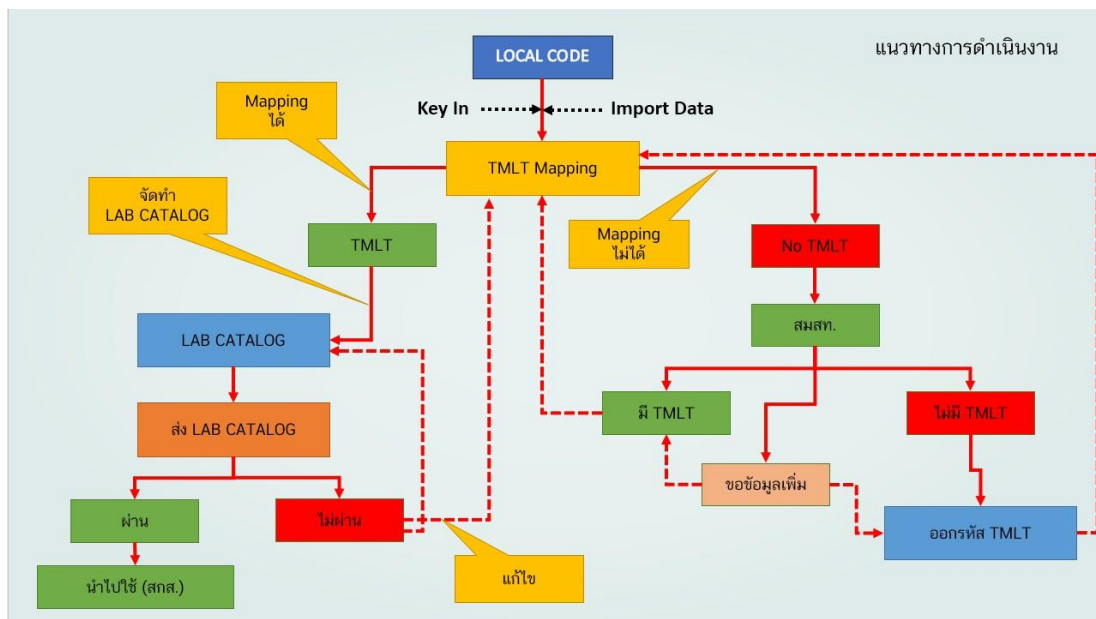 แนวทางการดำเนินงาน
LOCAL CODE
Key In
Import Data
Mapping
ได้
TMLT Mapping
จัดทำ
LAB CATALOG
TMLT
Mapping
ไม่ได้
No TMLT
สมสท.
LAB CATALOG
มี TMLT
ไม่มี TMLT
ส่ง LAB CATALOG
ขอข้อมูลเพิ่ม
ผ่าน
ไม่ผ่าน
ออกรหัส TMLT
นำไปใช้ (สกส.)
แก้ไข